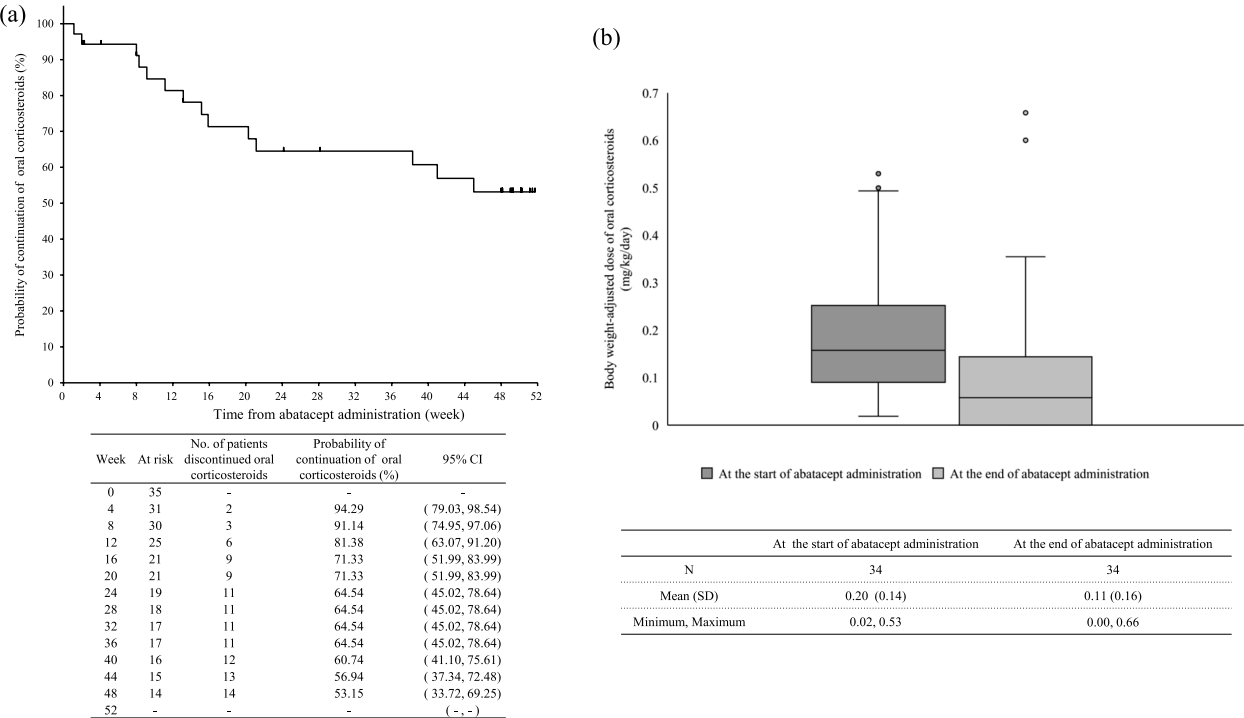 (a)
Probability of continuation of oral corticosteroids (%)
100
90
80
70
60
50
40
30
20
10
0
0 4 8 12 16 20 24 28 32 36 40 44 48 52
Time from abatacept administration (week)
Week At risk No. of patients discontinued oral corticosteroids Probability of continuation of oral corticosteroids (%) 95% CI
0 35 - - -
4 31 2 94.29 ( 79.03, 98.54)
8 30 3 91.14 ( 74.95, 97.06)
12 25 6 81.38 ( 63.07, 91.20)
16 21 9 71.33 ( 51.99, 83.99)
20 21 9 71.33 ( 51.99, 83.99)
24 19 11 64.54 ( 45.02, 78.64)
28 18 11 64.54 ( 45.02, 78.64)
32 17 11 64.54 ( 45.02, 78.64)
36 17 11 64.54 ( 45.02, 78.64)
40 16 12 60.74 ( 41.10, 75.61)
44 15 13 56.94 ( 37.34, 72.48)
48 14 14 53.15 ( 33.72, 69.25)
52 - - - ( - , - )
(b)
Body weight-adjusted dose of oral corticosteroids
(mg/kg/day)
0.7
0.6
0.5
0.4
0.3
0.2
0.1
0
At the start of abatacept administration At the end of abatacept administration
At the start of abatacept administration At the end of abatacept administration
N 34 34
Mean (SD) 0.20 (0.14) 0.11 (0.16)
Minimum, Maximum 0.02, 0.53 0.00, 0.66